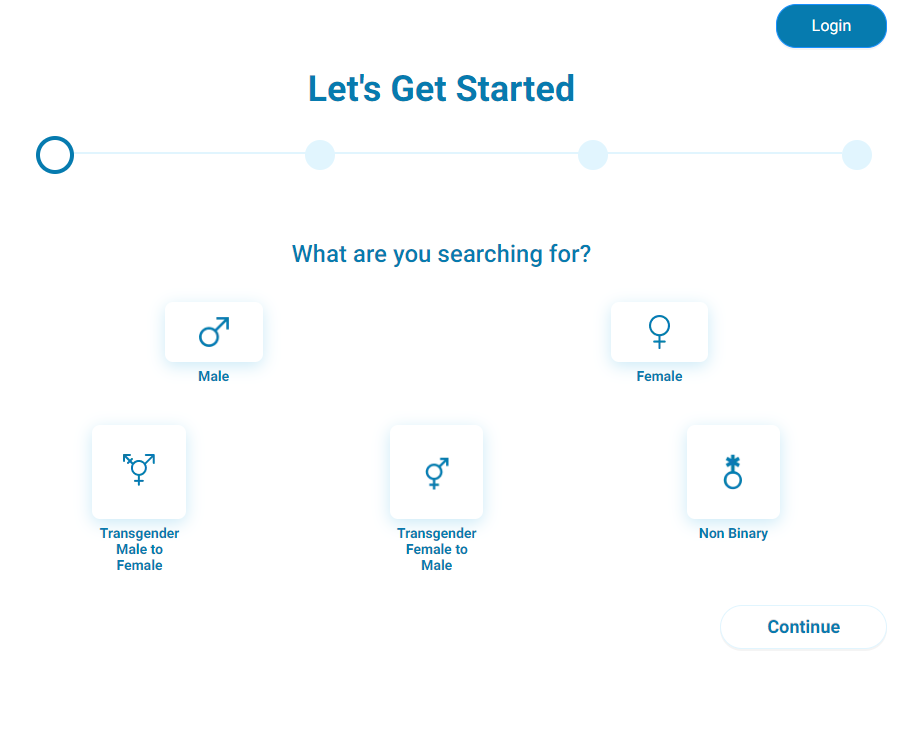 Login
Let's Get Started
What are you searching for?
Male
Female
Transgender
Male to
Female
Transgender
Female to
Male
Non Binary
Continue